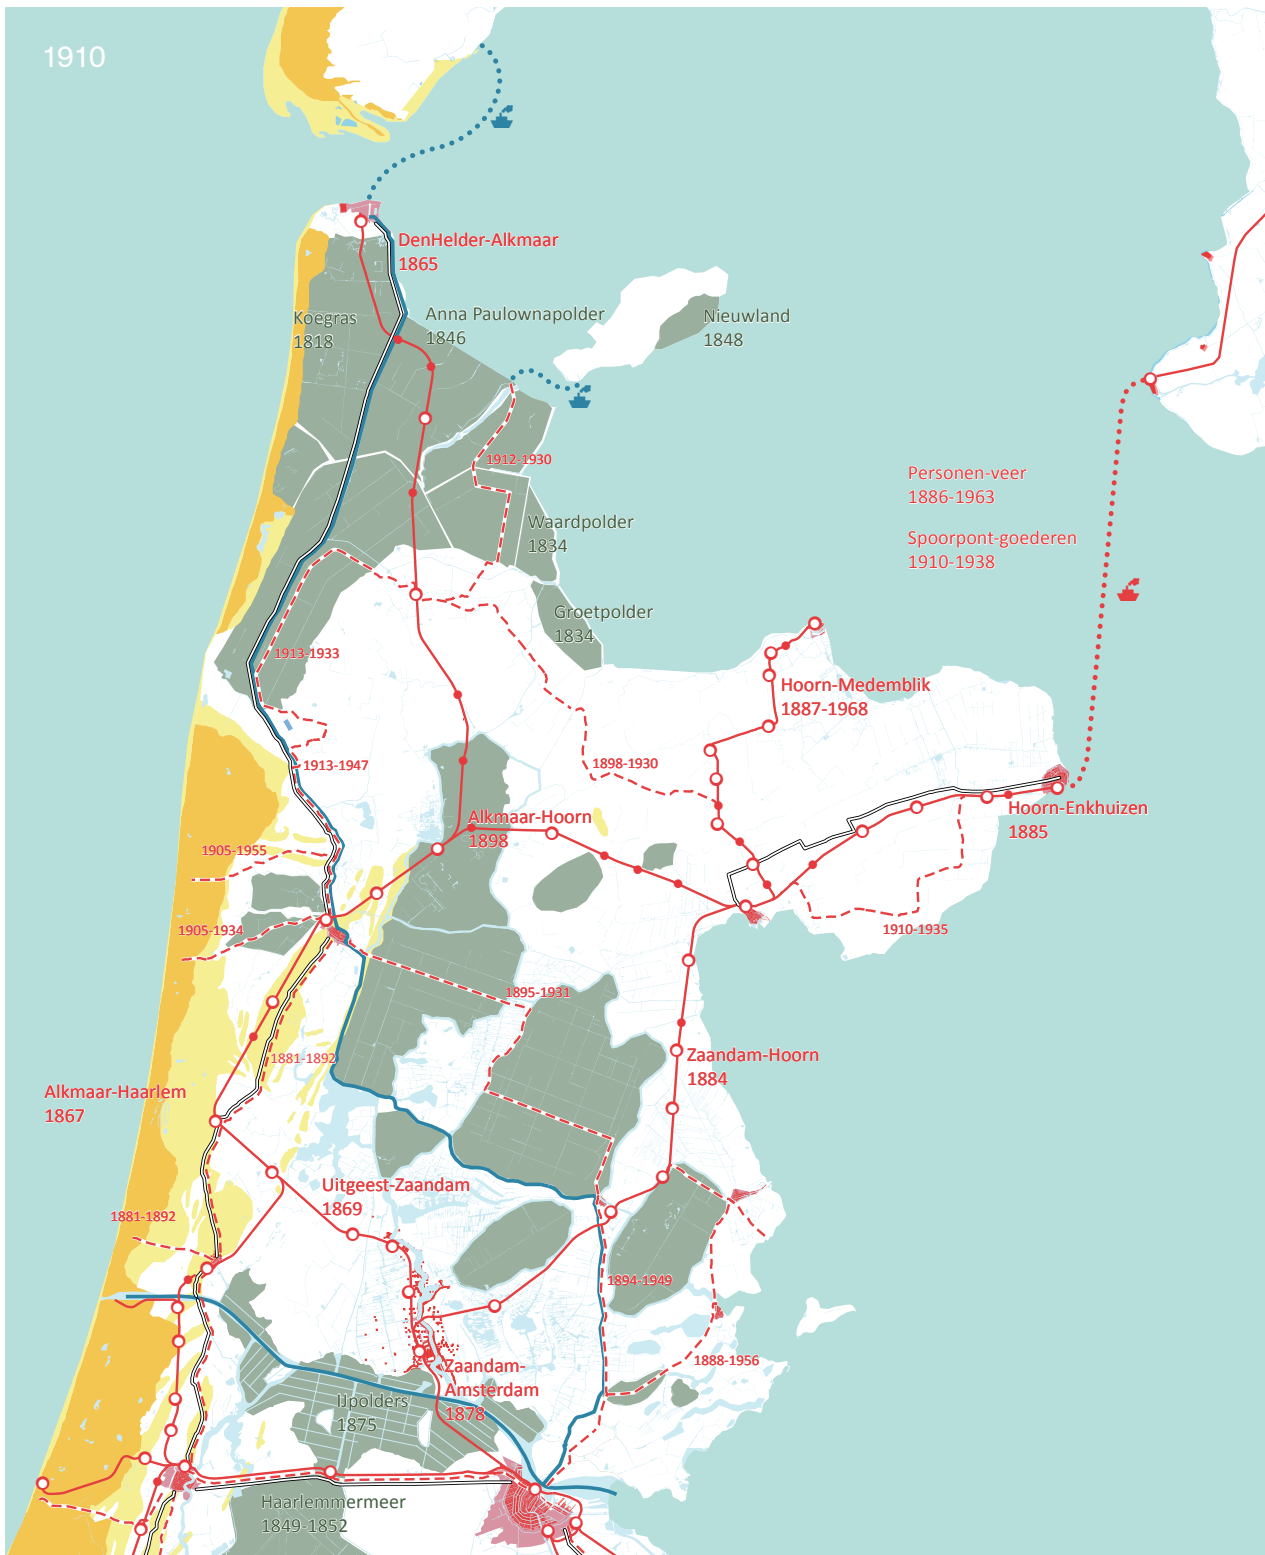 1910
DenHelder-Alkmaar
1865
Koegras
1818
Anna Paulownapolder
1846
Nieuwland
1848
1912-1930
Personen-veer
1886-1963
Waardpolder
1834
Spoorpont-goederen
1910-1938
Groetpolder
1834
1913-1933
Hoorn-Medemblik
1887-1968
1913-1947
1898-1930
Hoorn-Enkhuizen
1885
Alkmaar-Hoorn
1898
1905-1955
1905-1934
1910-1935
1895-1931
1881-1892
Zaandam-Hoorn
1884
Alkmaar-Haarlem
1867
Uitgeest-Zaandam
1869
1881-1892
1894-1949
1888-1956
Zaandam-
Amsterdam
1878
IJpolders
1875
Haarlemmermeer
1849-1852